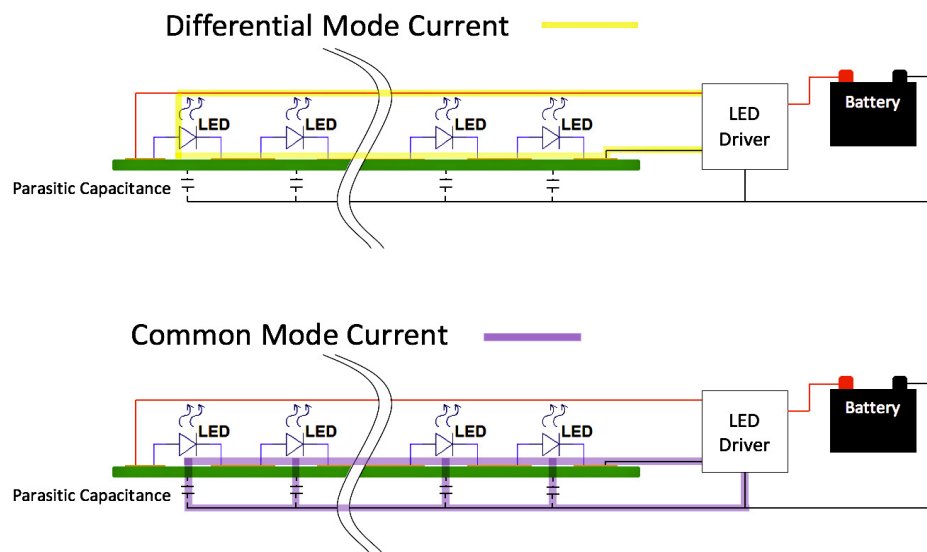 Differential Mode Current
LED
LED
LED
LED
LED
Driver
Battery
Parasitic Capacitance
Common Mode Current
LED
LED
LED
LED
LED
Driver
Battery
Parasitic Capacitance